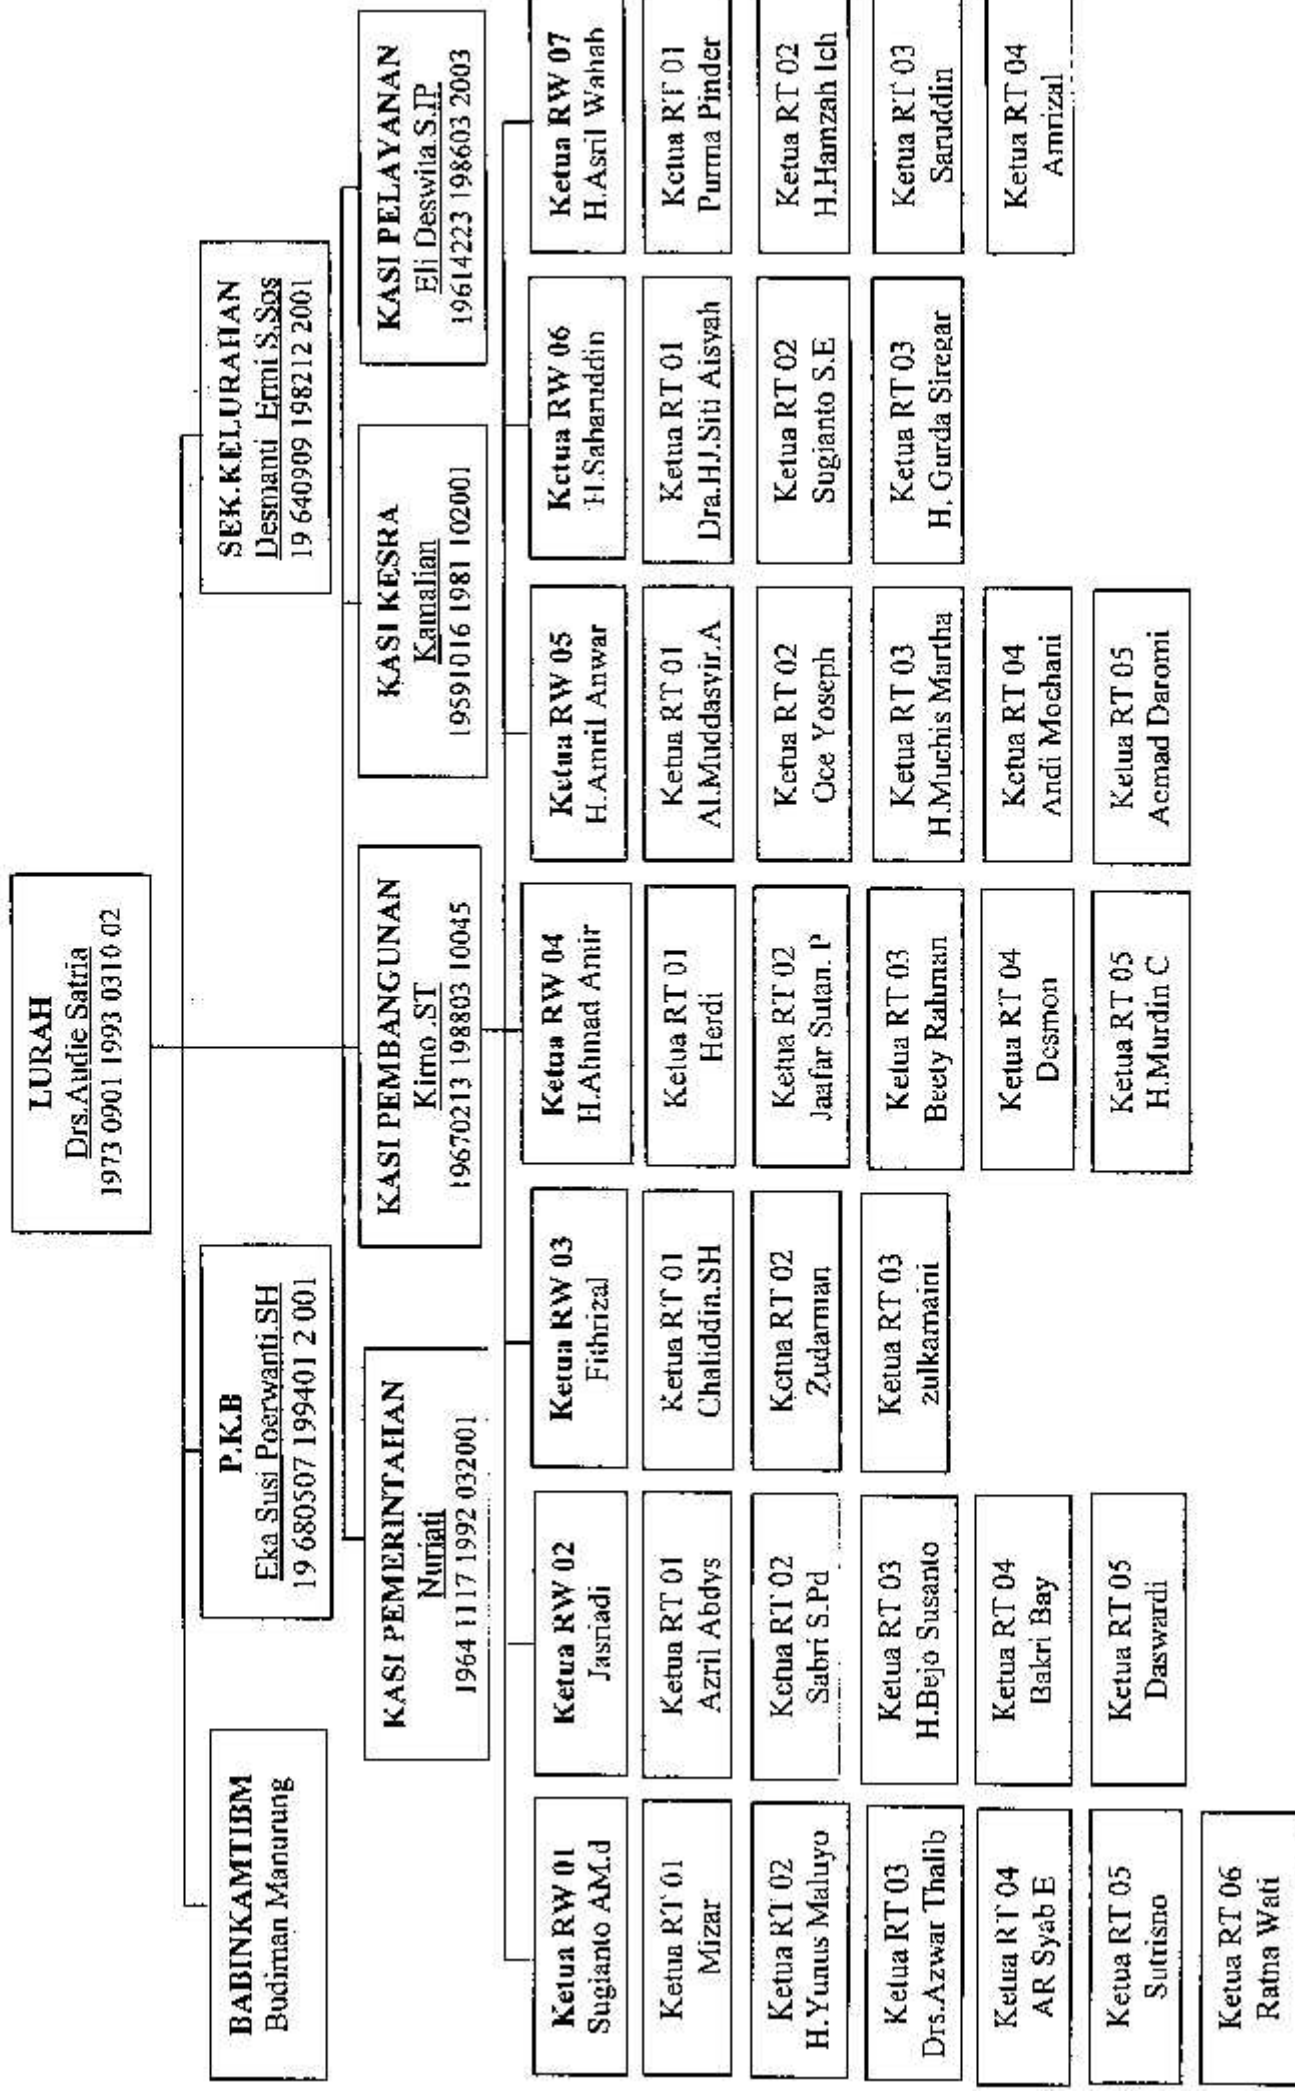 LURAH
Drs.Audie Satria
1973 0901 1993 0310 02
BABINKAMTIBM
Budiman Manurung
P.K.B
Eka Susi Poerwanti.SH
19 680507 199401 2 001
SEK.KELURAHAN
Desmanti Ermi S.Sos
19 640909 198212 2001
KASI PEMERINTAHAN
Nuriati
1964 1117 1992 032001
KASI PEMBANGUNAN
Kimo .ST
19670213 198803 10045
KASI KESRA
Kamalian
19591016 1981 102001
KASI PELAYANAN
Eli Deswita.S.IP
19614223 198603 2003
Ketua RW 01
Sugianto AM.d
Ketua RT 01
Mizar
Ketua RT 02
H.Yunus Maluyo
Ketua RT 03
Drs.Azwar Thalib
Ketua RT 04
AR Syab E
Ketua RT 05
Sutrisno
Ketua RT 06
Ratna Wati
Ketua RW 02
Jasriadi
Ketua RT 01
Azril Abdys
Ketua RT 02
Sabri S.Pd
Ketua RT 03
H.Bejo Susanto
Ketua RT 04
Bakri Bay
Ketua RT 05
Daswardi
Ketua RW 03
Fithrizal
Ketua RT 01
Chaliddin.SH
Ketua RT 02
Zudarman
Ketua RT 03
zulkarnaini
Ketua RW 04
H.Ahmad Amir
Ketua RT 01
Herdi
Ketua RT 02
Jaafar Sutan. P
Ketua RT 03
Beety Rahman
Ketua RT 04
Desmon
Ketua RT 05
H.Murdin C
Ketua RW 05
H.Amril Anwar
Ketua RT 01
Al.Muddasyir.A
Ketua RT 02
Oce Yoseph
Ketua RT 03
H.Muchis Martha
Ketua RT 04
Andi Mochani
Ketua RT 05
Acmad Daromi
Ketua RW 06
H.Saharuddin
Ketua RT 01
Dra.HJ.Siti Aisyah
Ketua RT 02
Sugianto S.E
Ketua RT 03
H. Gurda Siregar
Ketua RW 07
H.Asril Wahab
Ketua RT 01
Purma Pinder
Ketua RT 02
H.Hamzah Ich
Ketua RT 03
Saruddin
Ketua RT 04
Amrizal